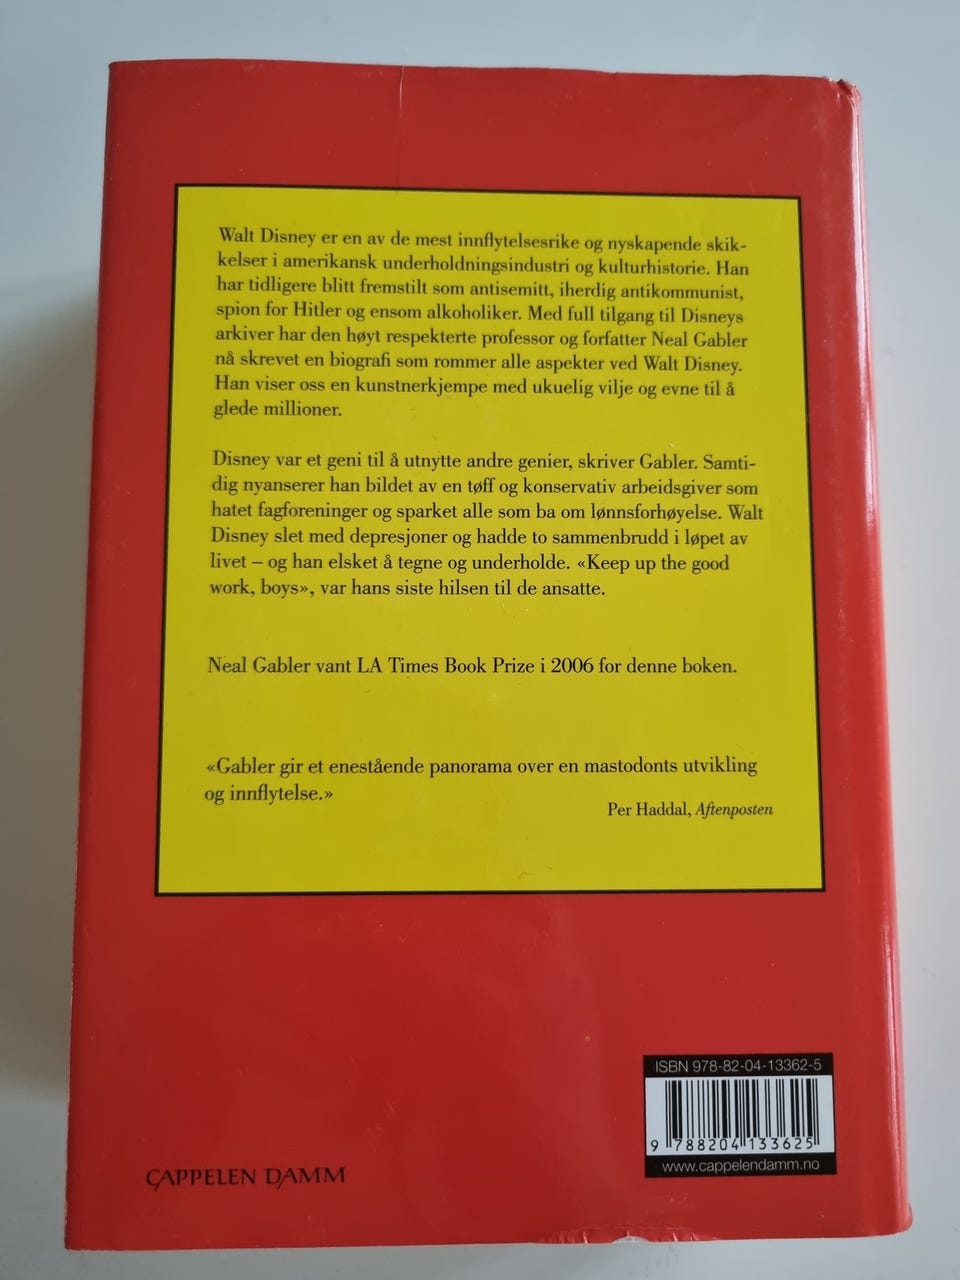 Walt Disney er en av de mest innflytelsesrike og nyskapende skik-
kelser i amerikansk underholdningsindustri og kulturhistorie. Han
har tidligere blitt fremstilt som antisemitt, iherdig antikommunist,
spion for Hitler og ensom alkoholiker. Med full tilgang til Disneys
arkiver har den høyt respekterte professor og forfatter Neal Gabler
nå skrevet en biografi som rommer alle aspekter ved Walt Disney.
Han viser oss en kunstnerkjempe med ukuelig vilje og evne til å
glede millioner.
Disney var et geni til å utnytte andre genier, skriver Gabler. Samti-
dig nyanserer han bildet av en tøff og konservativ arbeidsgiver som
hatet fagforeninger og sparket alle som ba om lønnsforhøyelse. Walt
Disney slet med depresjoner og hadde to sammenbrudd i løpet av
livet – og han elsket å tegne og underholde. «Keep up the good
work, boys», var hans siste hilsen til de ansatte.
Neal Gabler vant LA Times Book Prize i 2006 for denne boken.
«Gabler gir et enestående panorama over en mastodonts utvikling
og innflytelse.»
Per Haddal, Aftenposten
ISBN 978-82-04-13362-5
9 788204 133625
www.cappelendamm.no
CAPPELEN DAMM